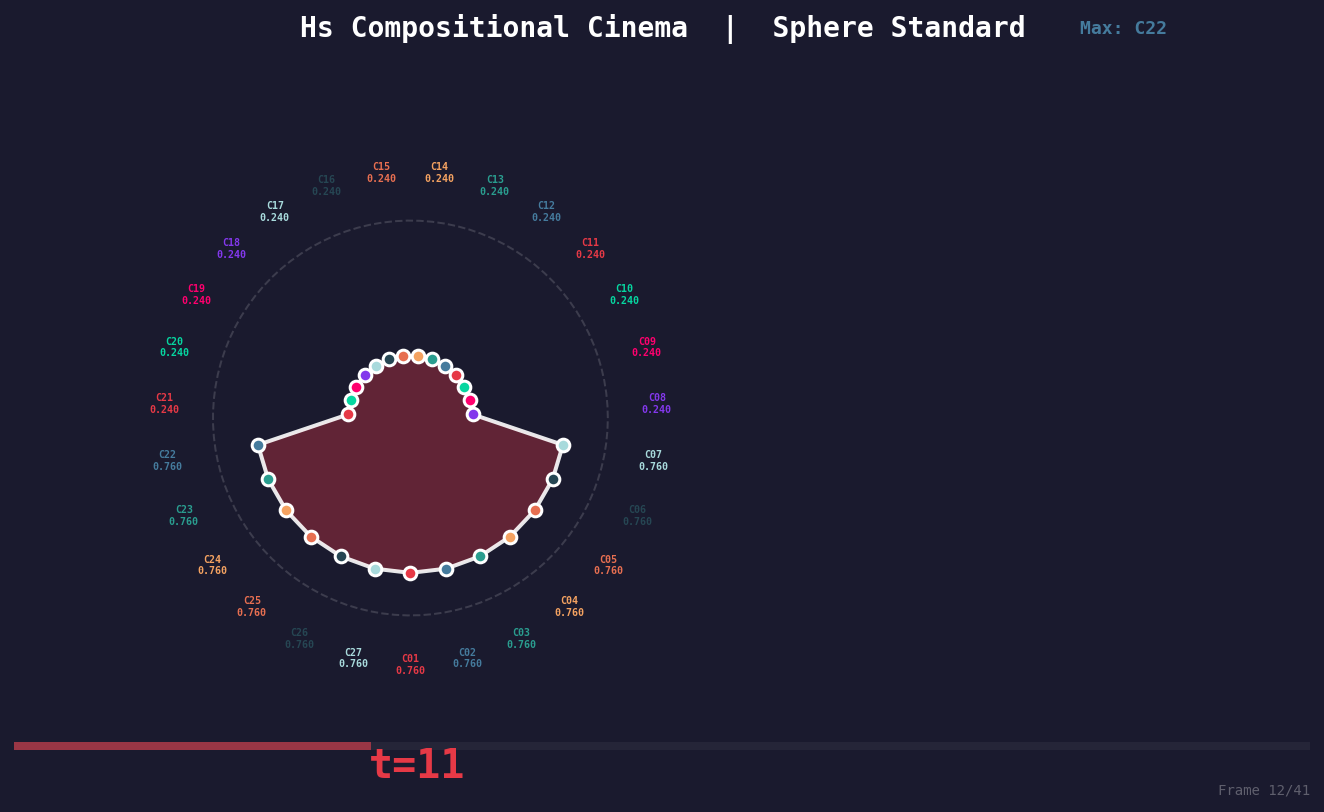 Hs Compositional Cinema | Sphere Standard
Max: C22
C15
0.240
C14
0.240
C16
0.240
C13
0.240
C17
0.240
C12
0.240
C18
0.240
C11
0.240
C19
0.240
C10
0.240
C20
0.240
C09
0.240
C21
0.240
C08
0.240
C22
0.760
C07
0.760
C23
0.760
C06
0.760
C24
0.760
C05
0.760
C25
0.760
C04
0.760
C26
0.760
C03
0.760
C27
0.760
C01
0.760
C02
0.760
t=11
Frame 12/41